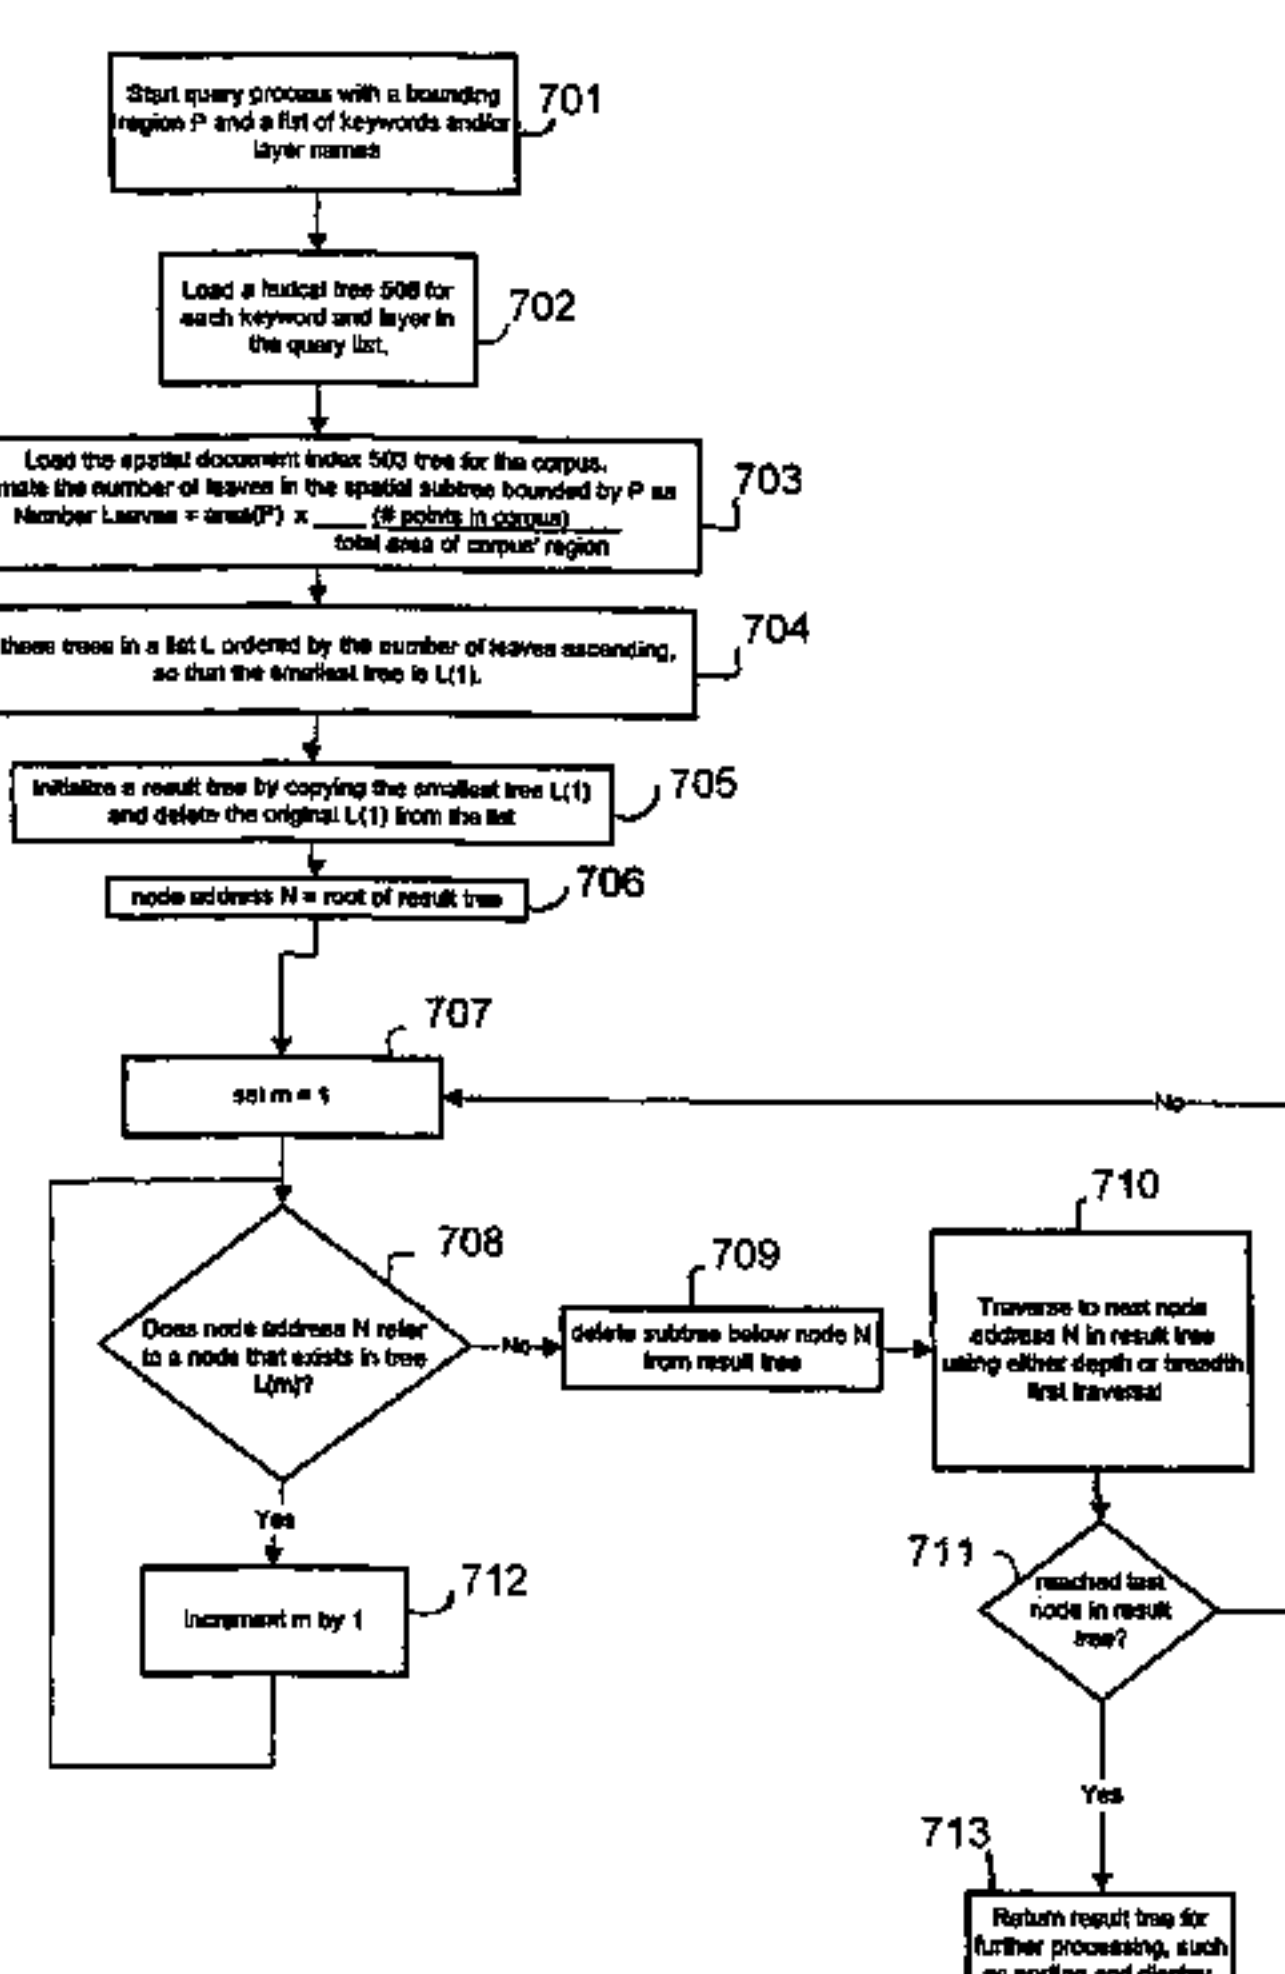 Start query process with a bounding
region P and a list of keywords and/or
layer names
701
Load a lexical tree 506 for
each keyword and layer in
the query list.
702
Load the spatial document index 503 tree for the corpus.
mate the number of leaves in the spatial subtree bounded by P as
Number Leaves = area(P) x (# points in corpus)
total area of corpus' region
703
these trees in a list L ordered by the number of leaves ascending,
so that the smallest tree is L(1).
704
Initialize a result tree by copying the smallest tree L(1)
and delete the original L(1) from the list
705
node address N = root of result tree
706
707
set m = 1
No
708
Does node address N refer
to a node that exists in tree
L(m)?
No
709
delete subtree below node N
from result tree
710
Traverse to next node
address N in result tree
using either depth or breadth
first traversal
Yes
711
reached last
node in result
tree?
712
Increment m by 1
Yes
713
Return result tree for
further processing, such
as sorting and display